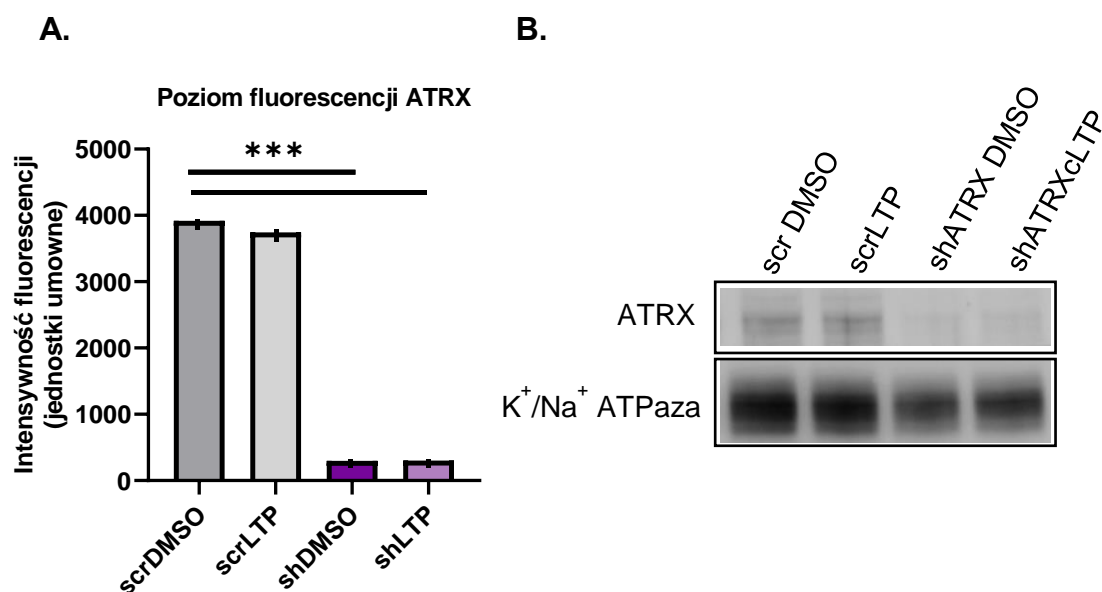 A.
B.
Poziom fluorescencji ATRX
Intensywność fluorescencji
(jednostki umowne)
5000
4000
3000
2000
1000
0
***
scrDMSO
scrLTP
shDMSO
shLTP
scr DMSO
scrLTP
shATRX DMSO
shATRXcLTP
ATRX
K⁺/Na⁺ ATPaza